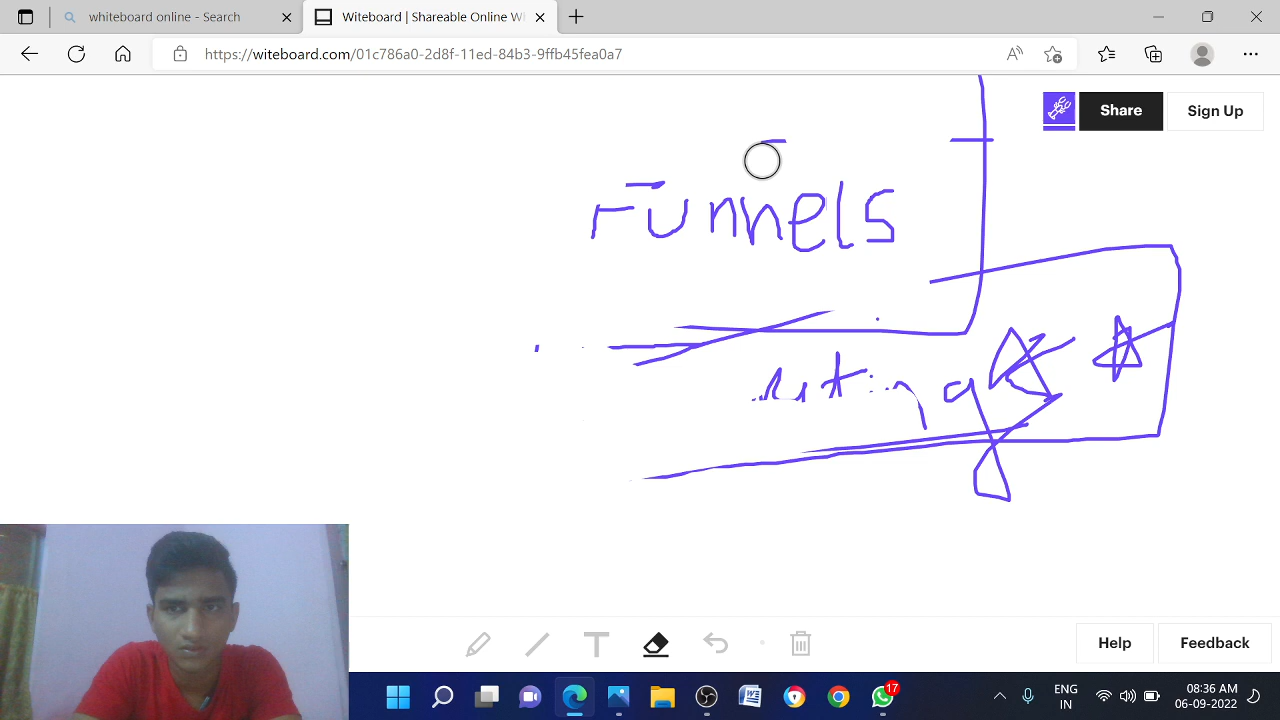 whiteboard online - Search
Witeboard | Shareable Online W
https://witeboard.com/01c786a0-2d8f-11ed-84b3-9ffb45fea0a7
Share
Sign Up
Funnels
Help
Feedback
17
ENG
IN
08:36 AM
06-09-2022